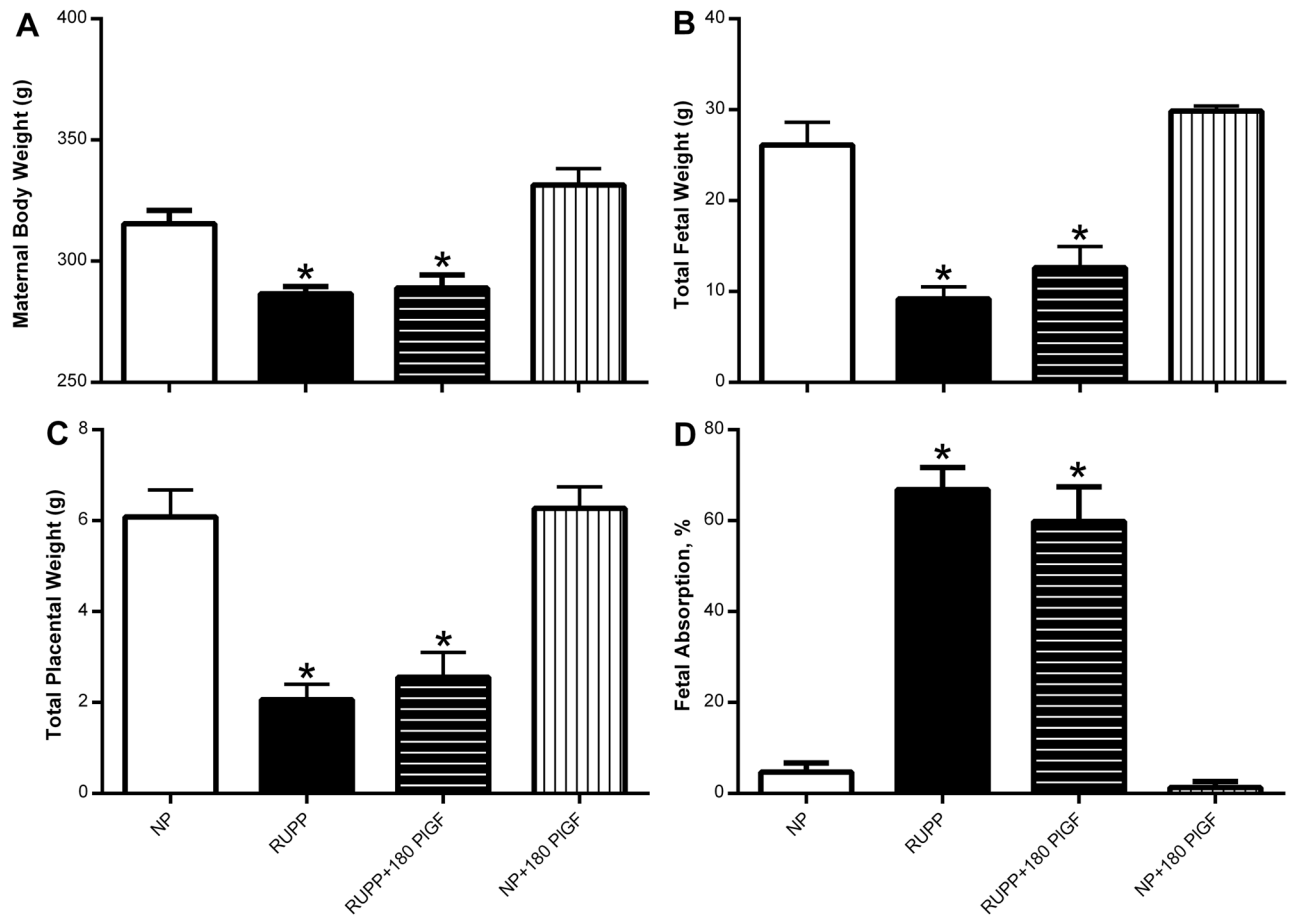 A
Maternal Body Weight (g)
400
350
300
250
*
*
B
Total Fetal Weight (g)
40
30
20
10
0
*
*
C
Total Placental Weight (g)
8
6
4
2
0
*
*
NP
RUPP
RUPP+180 PlGF
NP+180 PlGF
D
Fetal Absorption, %
80
60
40
20
0
*
*
NP
RUPP
RUPP+180 PlGF
NP+180 PlGF